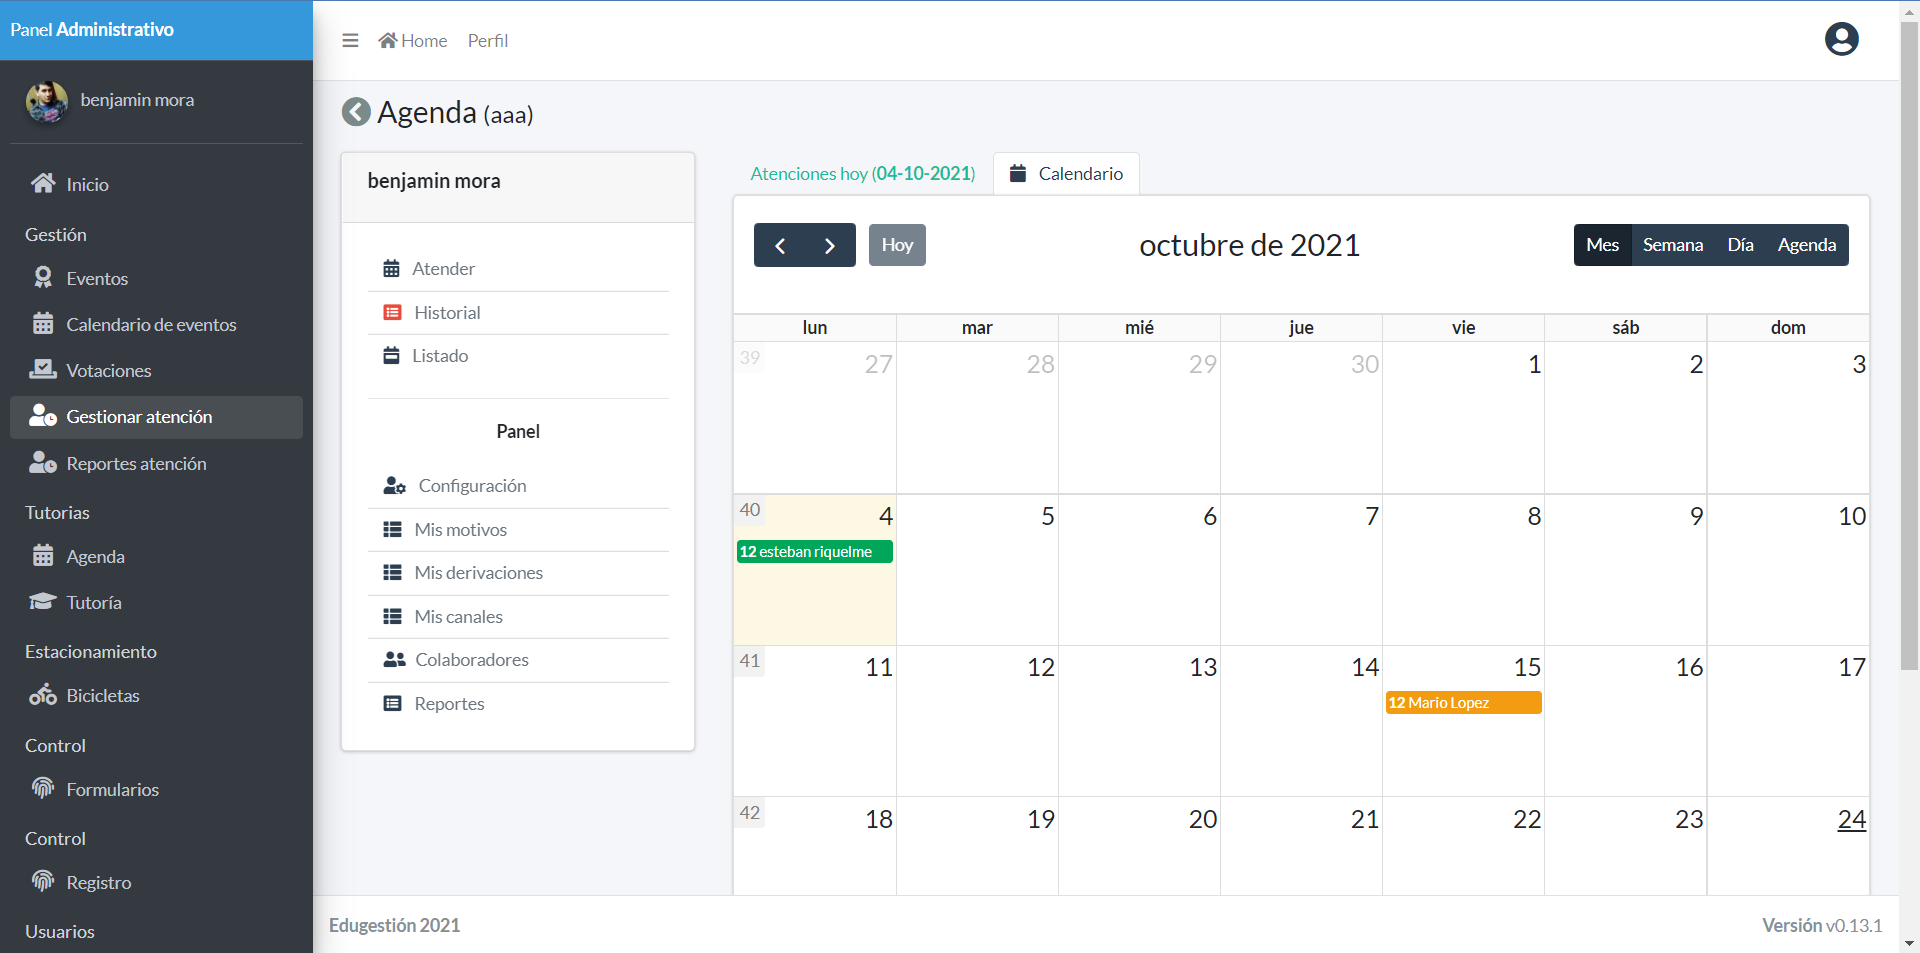 Panel Administrativo
benjamin mora
Inicio
Gestión
Eventos
Calendario de eventos
Votaciones
Gestionar atención
Reportes atención
Tutorias
Agenda
Tutoría
Estacionamiento
Bicicletas
Control
Formularios
Control
Registro
Usuarios
Home Perfil
Agenda (aaa)
benjamin mora
Atender
Historial
Listado
Panel
Configuración
Mis motivos
Mis derivaciones
Mis canales
Colaboradores
Reportes
Atenciones hoy (04-10-2021) Calendario
Hoy octubre de 2021 Mes Semana Día Agenda
lun mar mié jue vie sáb dom
39 27 28 29 30 1 2 3
40 4 5 6 7 8 9 10
12 esteban riquelme
41 11 12 13 14 15 16 17
12 Mario Lopez
42 18 19 20 21 22 23 24
Edugestión 2021 Versión v0.13.1